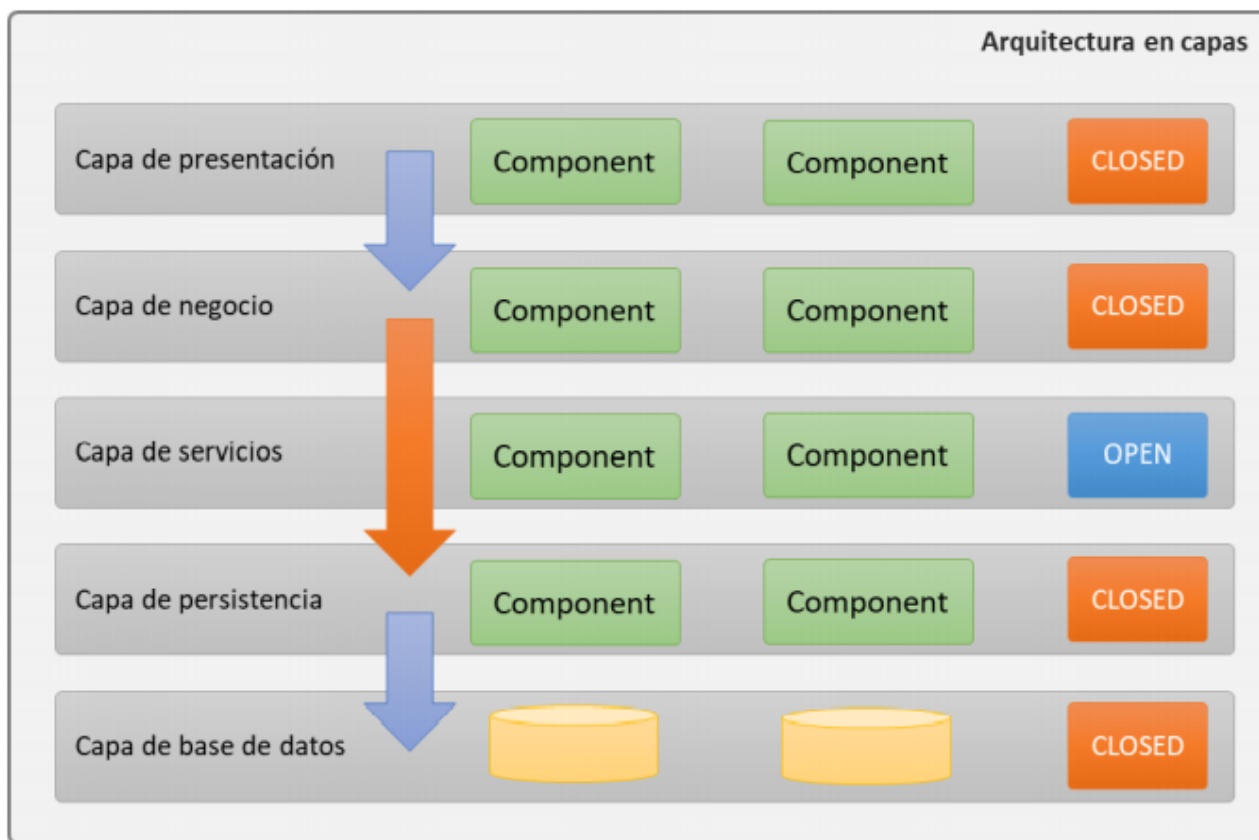 Arquitectura en capas
Capa de presentación Component Component CLOSED
Capa de negocio Component Component CLOSED
Capa de servicios Component Component OPEN
Capa de persistencia Component Component CLOSED
Capa de base de datos CLOSED